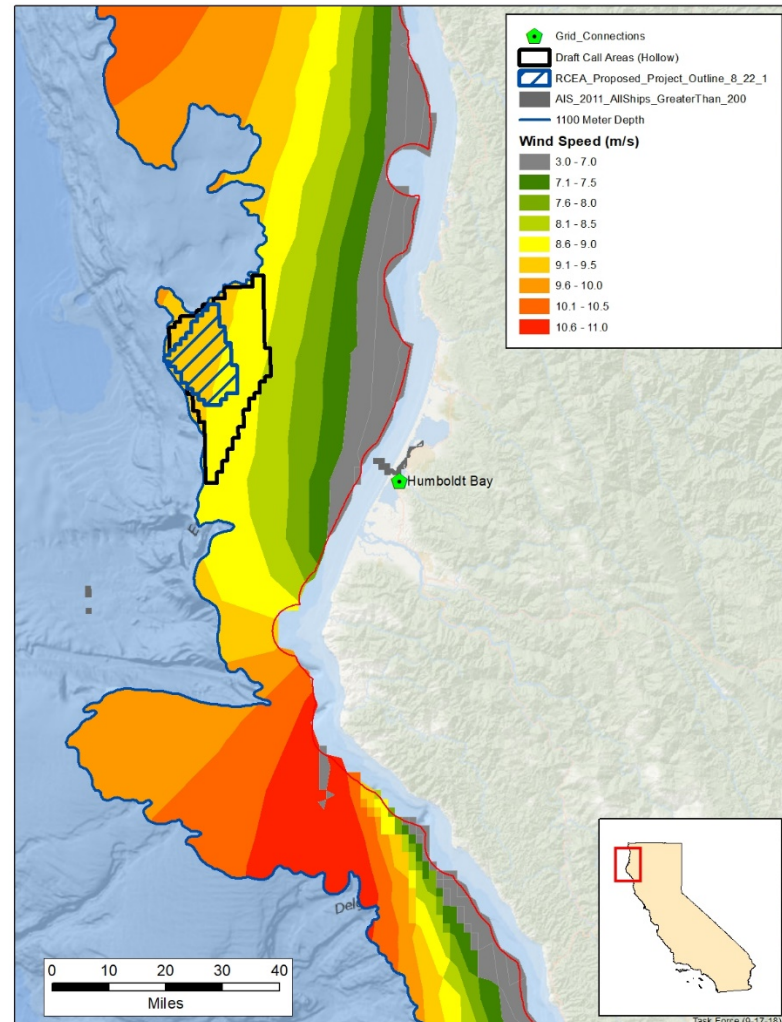 Grid_Connections
Draft Call Areas (Hollow)
RCEA_Proposed_Project_Outline_8_22_1
AIS_2011_AllShips_GreaterThan_200
1100 Meter Depth
Wind Speed (m/s)
3.0 - 7.0
7.1 - 7.5
7.6 - 8.0
8.1 - 8.5
8.6 - 9.0
9.1 - 9.5
9.6 - 10.0
10.1 - 10.5
10.6 - 11.0
Humboldt Bay
E
Delg
0 10 20 30 40
Miles
Task Force (9-17-18)